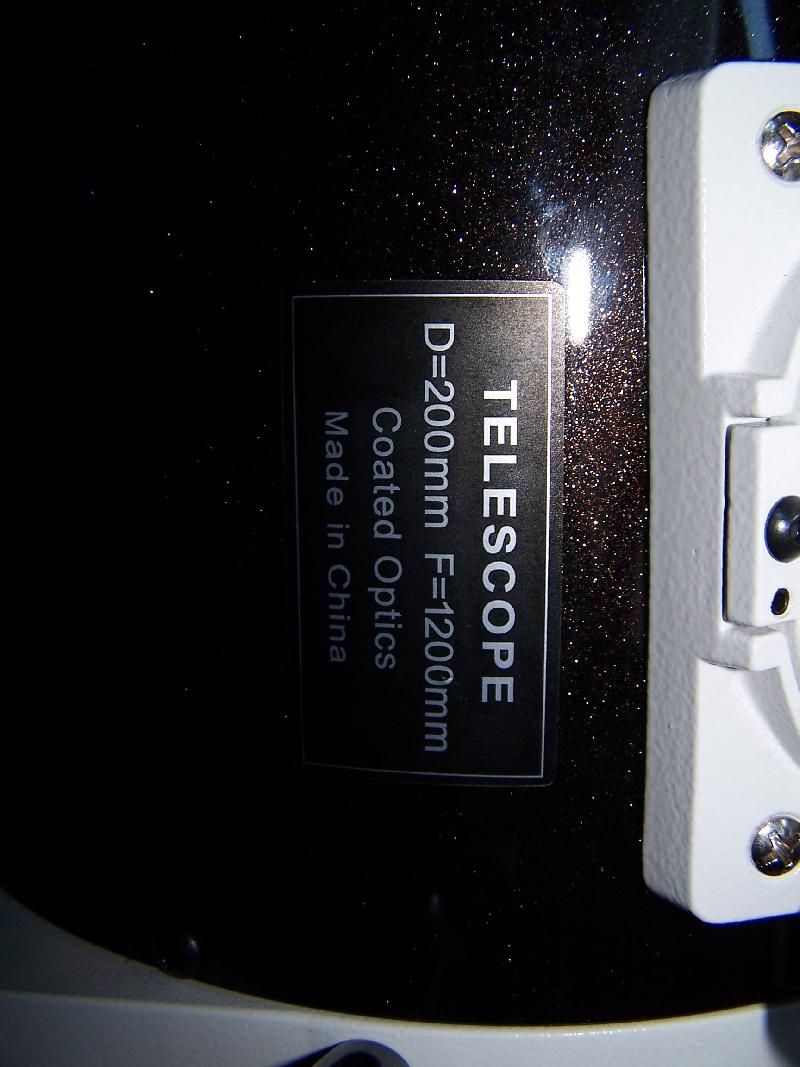 TELESCOPE
D=200mm F=1200mm
Coated Optics
Made in China